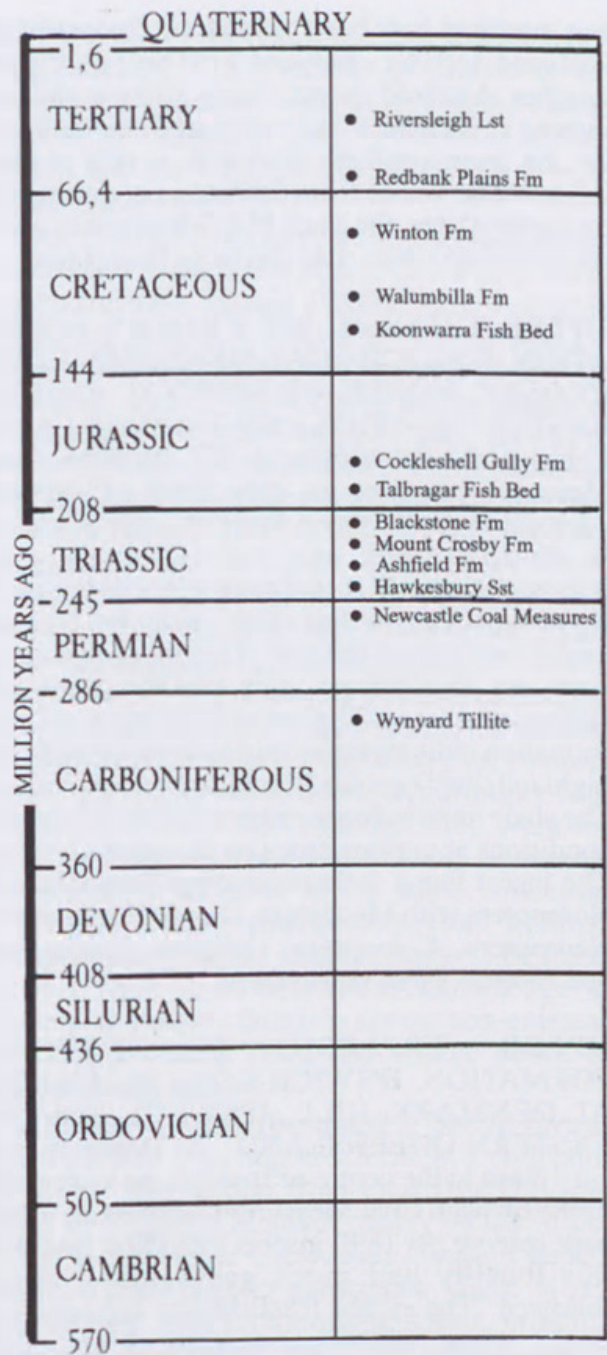 QUATERNARY
1,6
TERTIARY
Riversleigh Lst
Redbank Plains Fm
66,4
Winton Fm
CRETACEOUS
Walumbilla Fm
Koonwarra Fish Bed
144
JURASSIC
Cockleshell Gully Fm
Talbragar Fish Bed
208
Blackstone Fm
Mount Crosby Fm
TRIASSIC
Ashfield Fm
Hawkesbury Sst
245
Newcastle Coal Measures
PERMIAN
286
Wynyard Tillite
CARBONIFEROUS
360
DEVONIAN
408
SILURIAN
436
ORDOVICIAN
505
CAMBRIAN
570
MILLION YEARS AGO